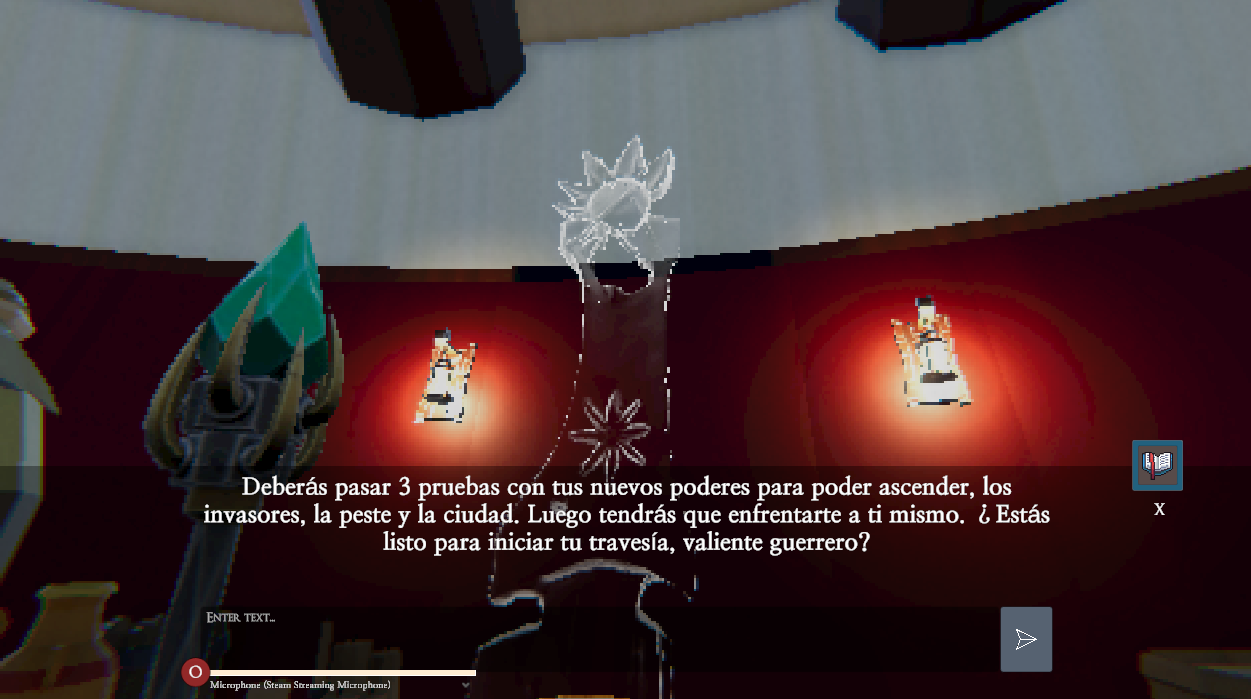 Deberás pasar 3 pruebas con tus nuevos poderes para poder ascender, los
invasores, la peste y la ciudad. Luego tendrás que enfrentarte a ti mismo. ¿ Estás
listo para iniciar tu travesía, valiente guerrero?
X
Enter text...
O
Microphone (Steam Streaming Microphone)